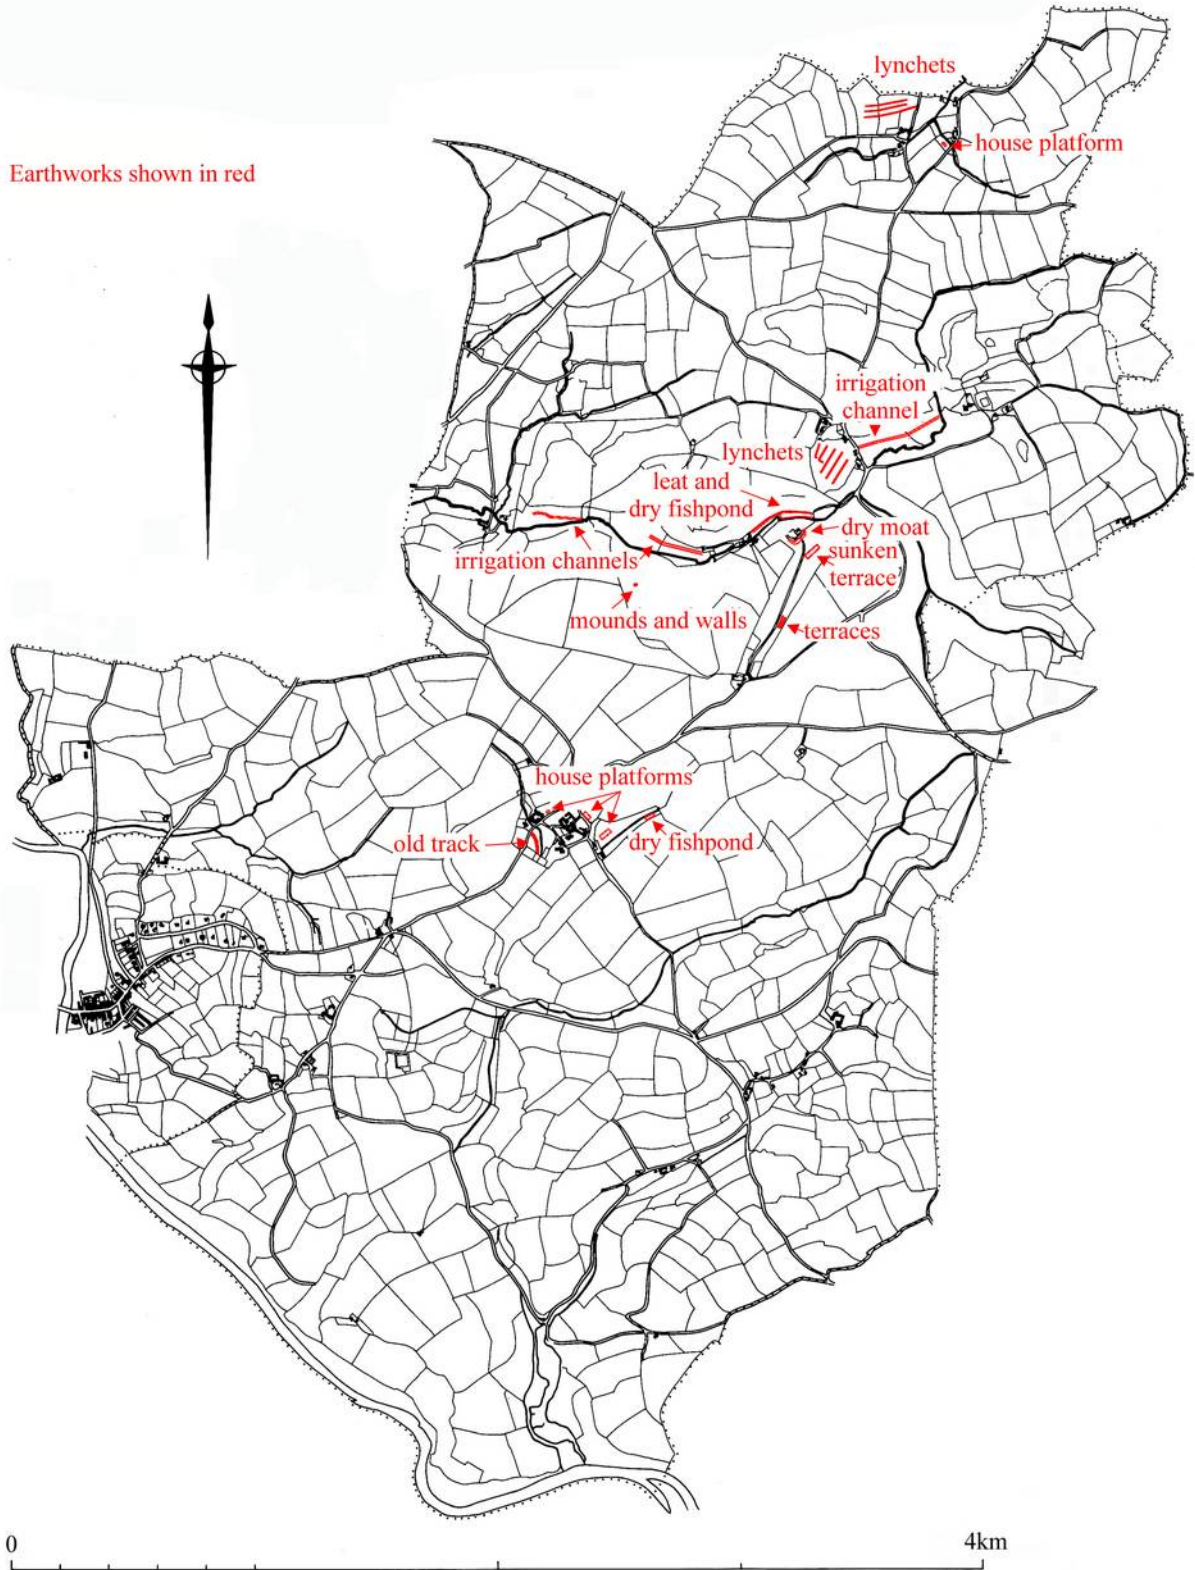 lynchets
house platform
Earthworks shown in red
irrigation
channel
lynchets
leat and
dry fishpond
dry moat
sunken
terrace
irrigation channels
mounds and walls
terraces
house platforms
old track
dry fishpond
0
4km